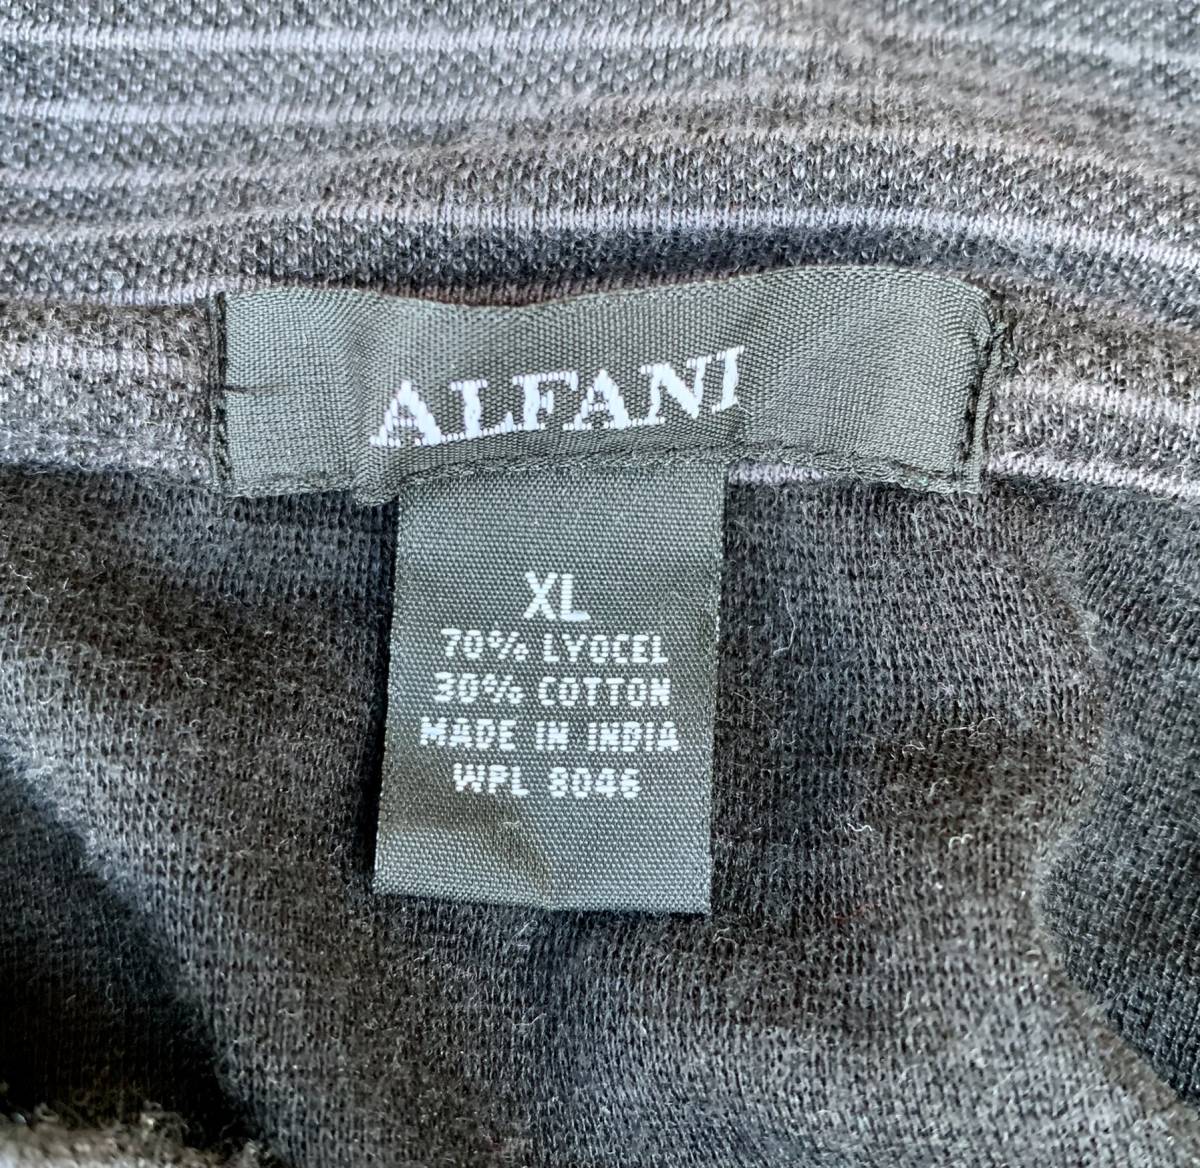 ALFANI
XL
70% LYOCEL
30% COTTON
MADE IN INDIA
WPL 8046